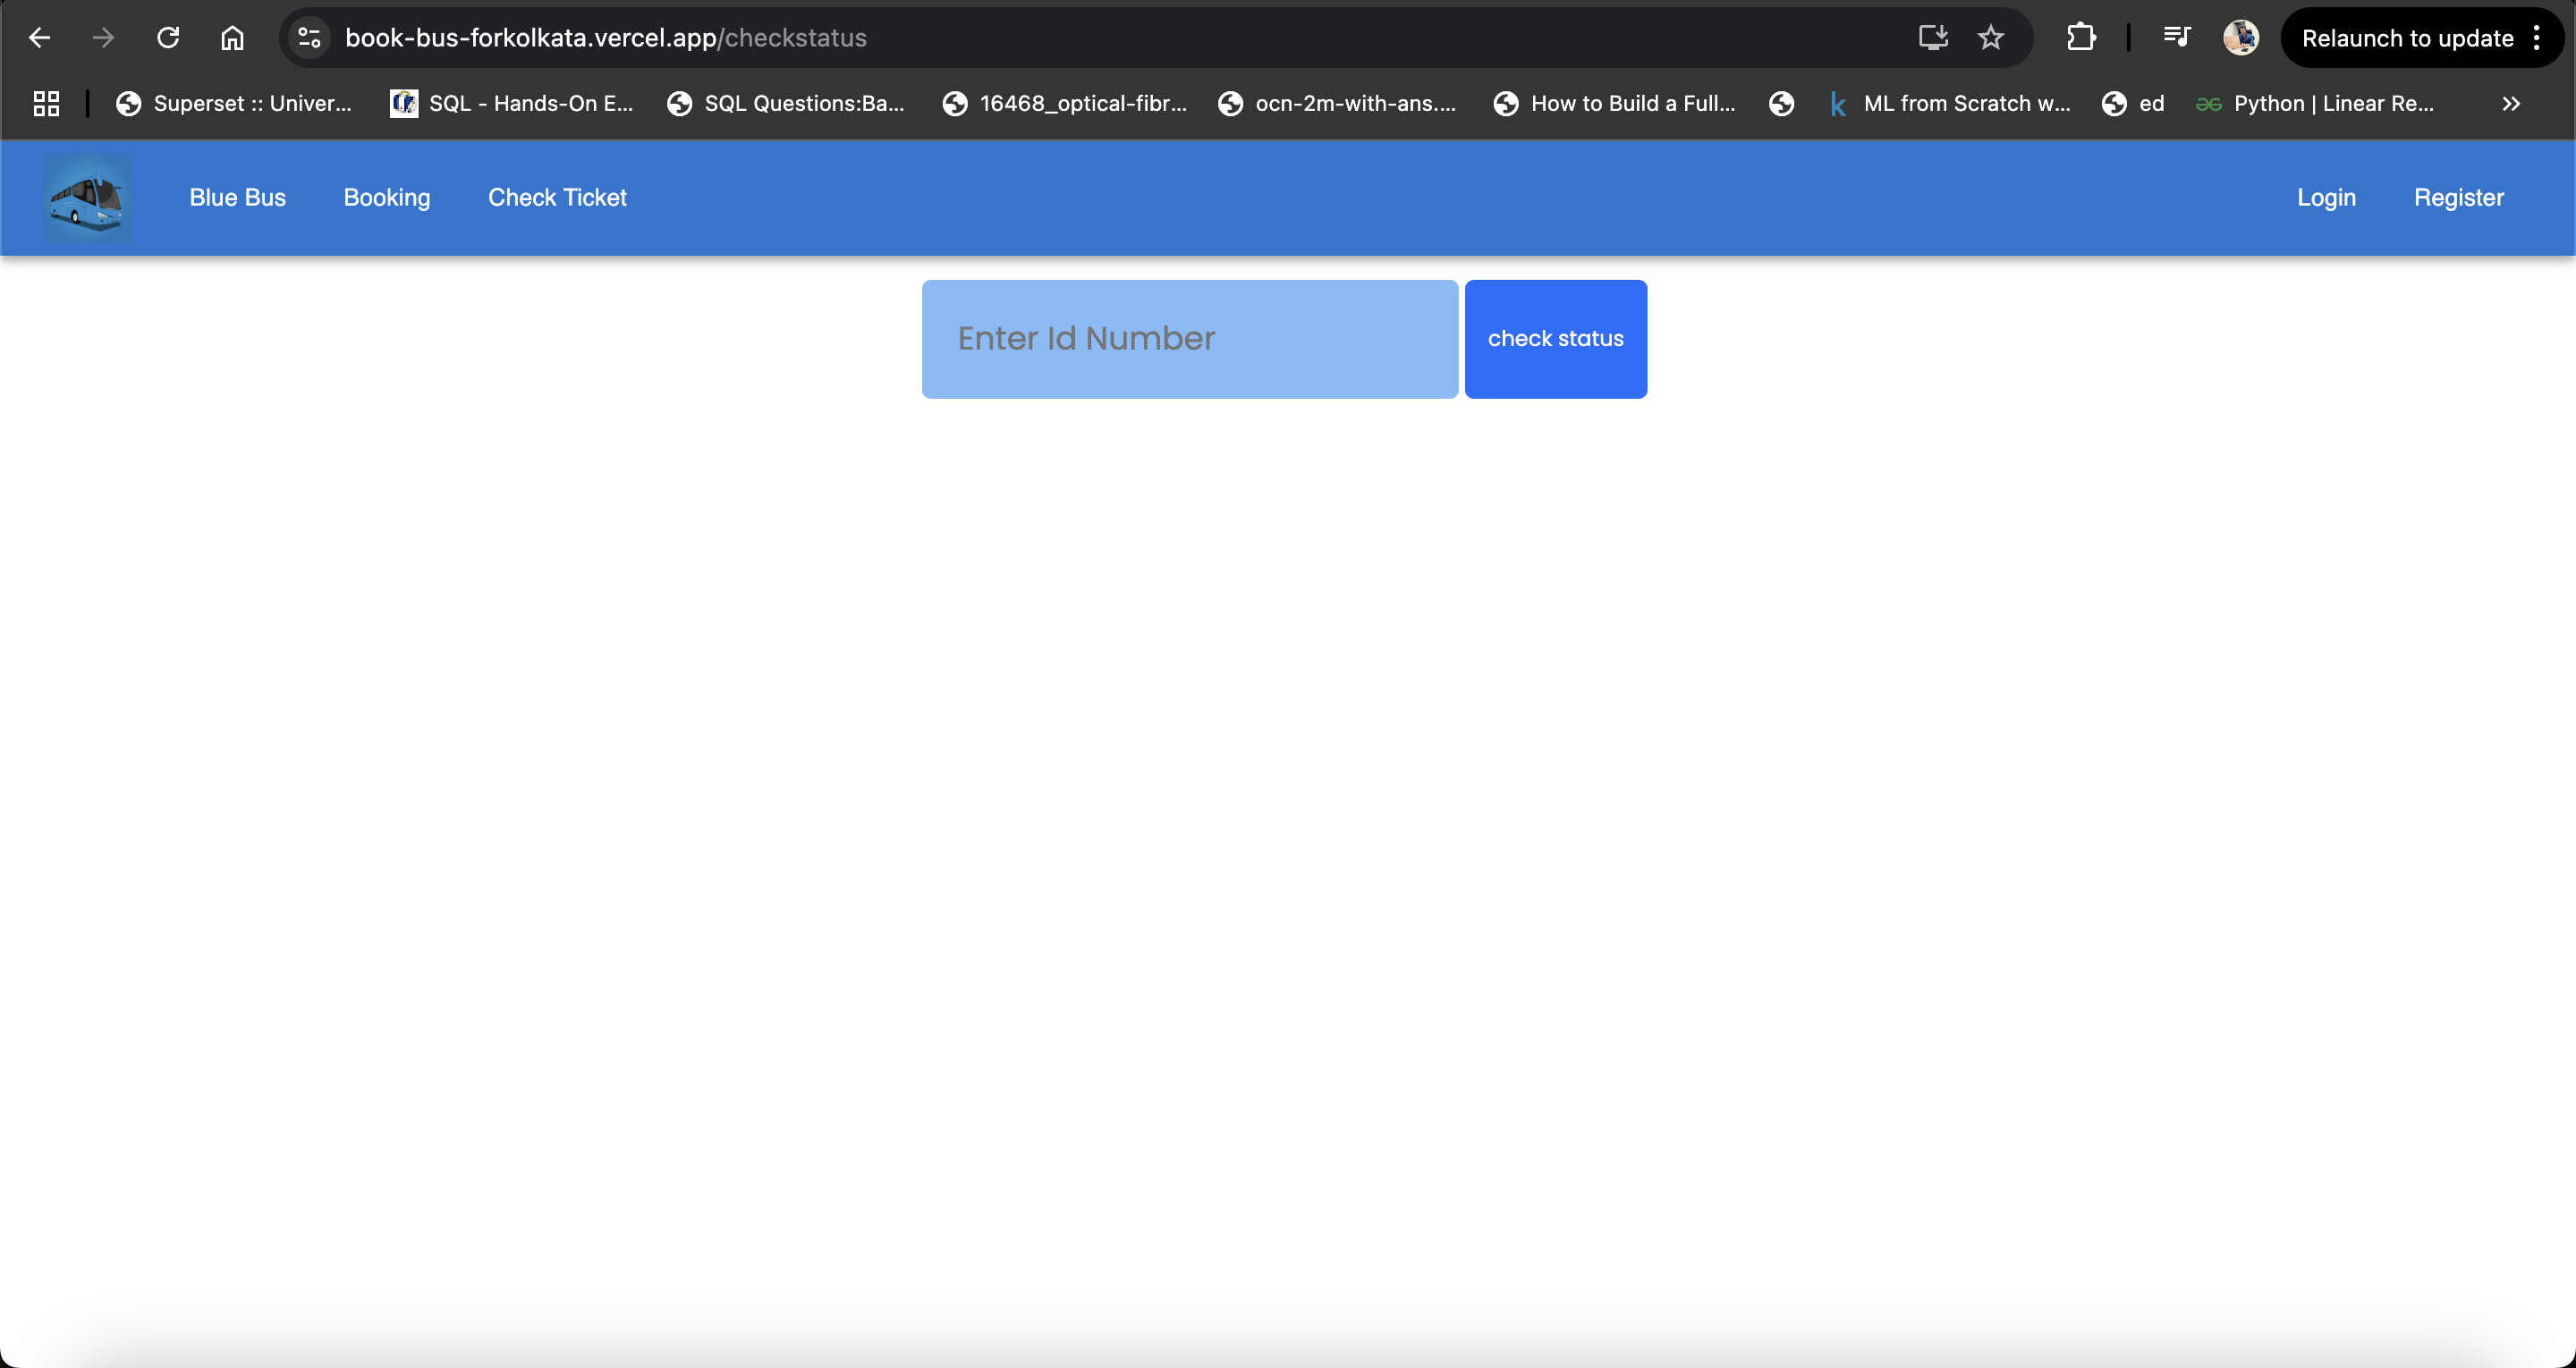 book-bus-forkolkata.vercel.app/checkstatus
Relaunch to update
Superset :: Univer...
SQL - Hands-On E...
SQL Questions:Ba...
16468_optical-fibr...
ocn-2m-with-ans....
How to Build a Full...
ML from Scratch w...
ed
Python | Linear Re...
Blue Bus
Booking
Check Ticket
Login
Register
Enter Id Number
check status